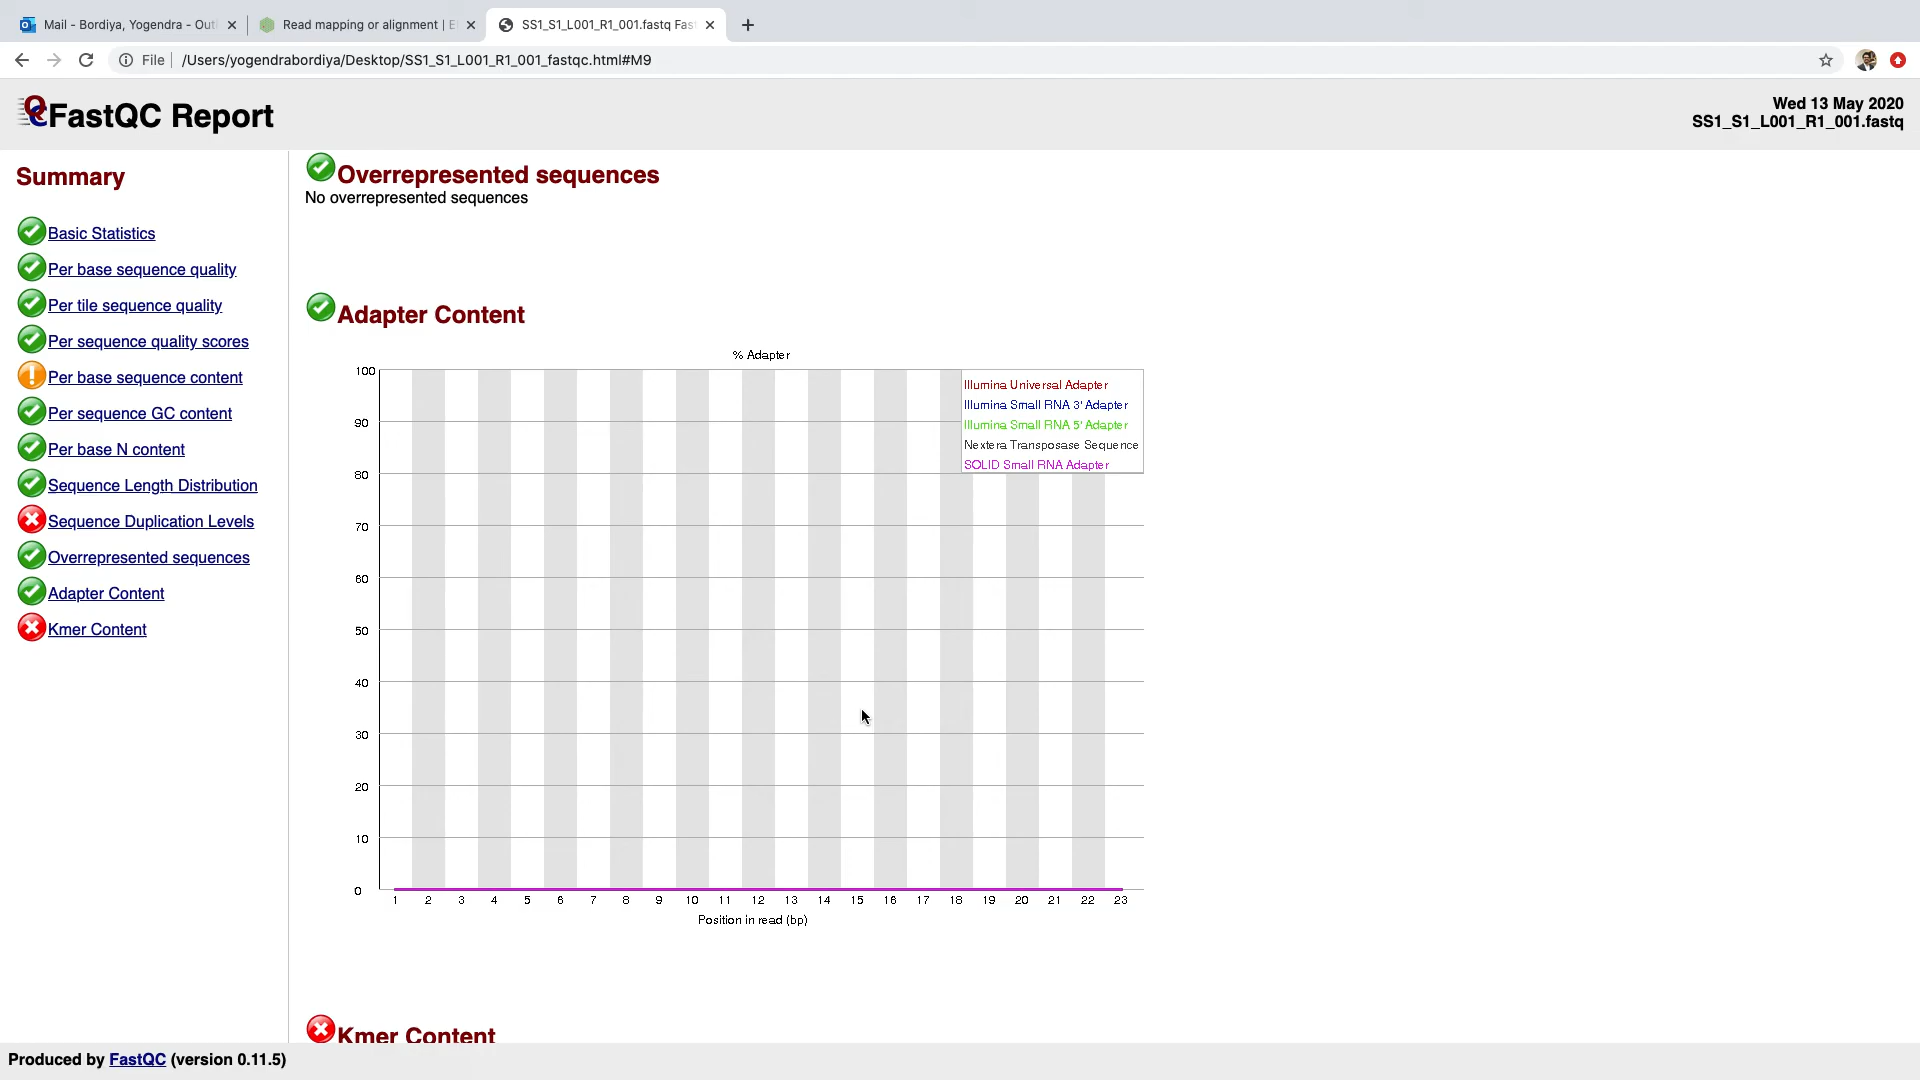 Mail - Bordiya, Yogendra - Out
Read mapping or alignment | E
SS1_S1_L001_R1_001.fastq Fas
File
/Users/yogendrabordiya/Desktop/SS1_S1_L001_R1_001_fastqc.html#M9
FastQC Report
Wed 13 May 2020
SS1_S1_L001_R1_001.fastq
Summary
Basic Statistics
Per base sequence quality
Per tile sequence quality
Per sequence quality scores
Per base sequence content
Per sequence GC content
Per base N content
Sequence Length Distribution
Sequence Duplication Levels
Overrepresented sequences
Adapter Content
Kmer Content
Overrepresented sequences
No overrepresented sequences
Adapter Content
% Adapter
Illumina Universal Adapter
Illumina Small RNA 3' Adapter
Illumina Small RNA 5' Adapter
Nextera Transposase Sequence
SOLID Small RNA Adapter
100
90
80
70
60
50
40
30
20
10
0
1 2 3 4 5 6 7 8 9 10 11 12 13 14 15 16 17 18 19 20 21 22 23
Position in read (bp)
Kmer Content
Produced by FastQC (version 0.11.5)